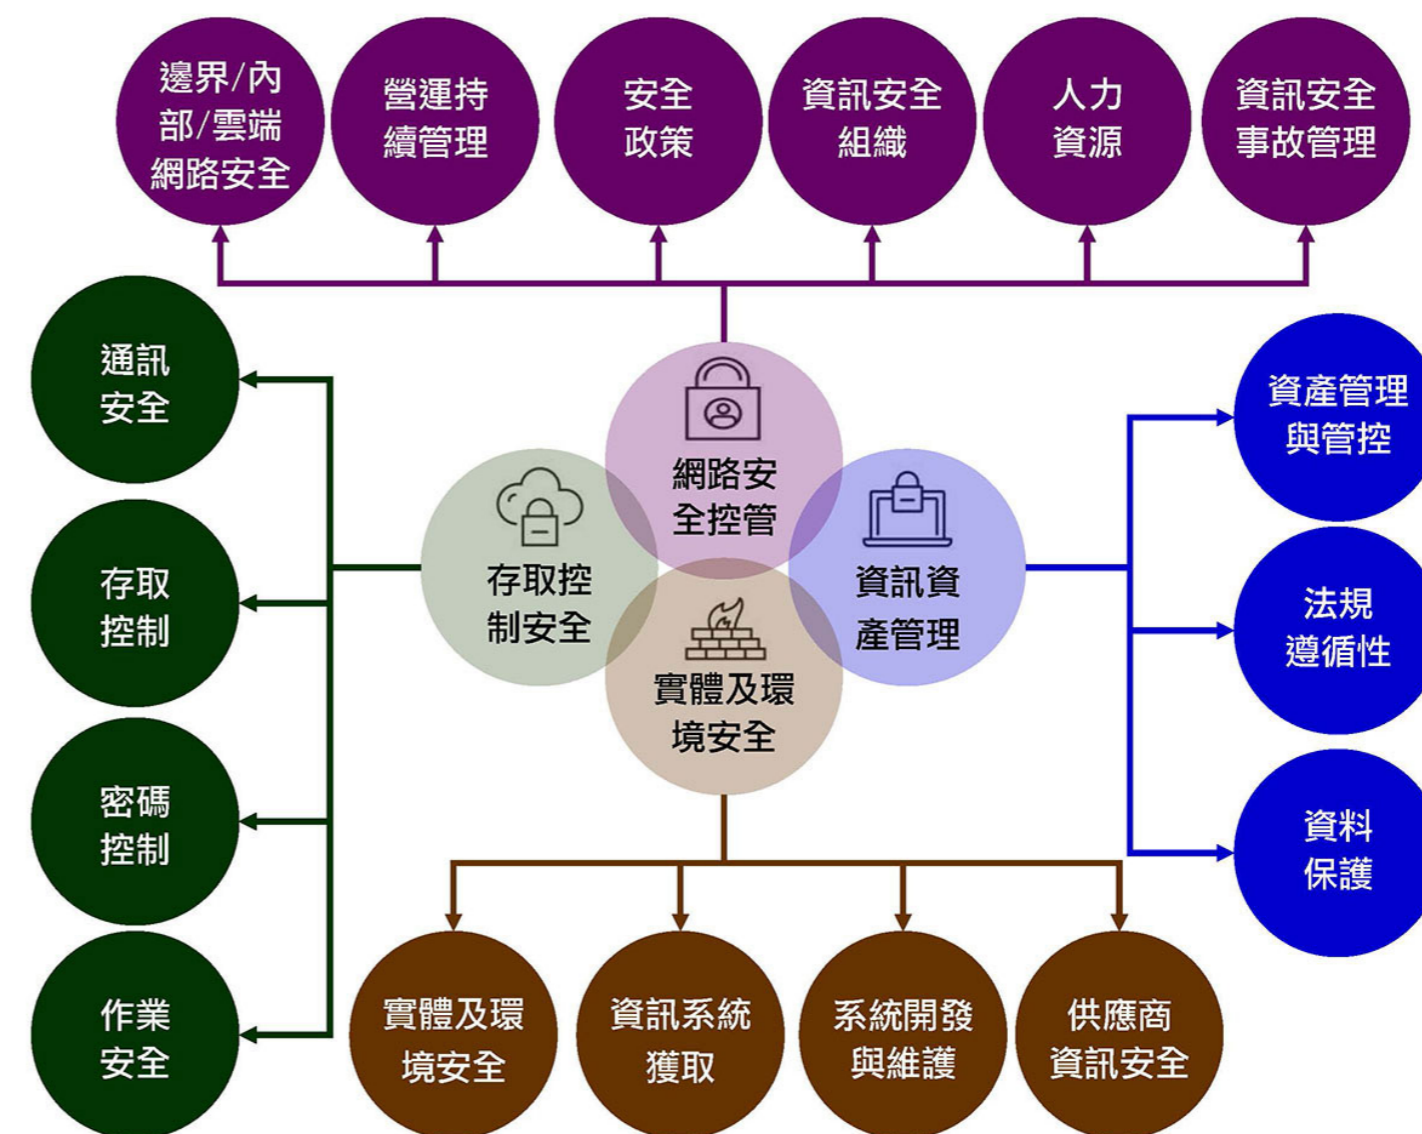 邊界/內
部/雲端
網路安全
營運持
續管理
安全
政策
資訊安全
組織
人力
資源
資訊安全
事故管理
通訊
安全
存取
控制
密碼
控制
作業
安全
網路安
全控管
存取控
制安全
資訊資
產管理
實體及環
境安全
資產管理
與管控
法規
遵循性
資料
保護
實體及環
境安全
資訊系統
獲取
系統開發
與維護
供應商
資訊安全